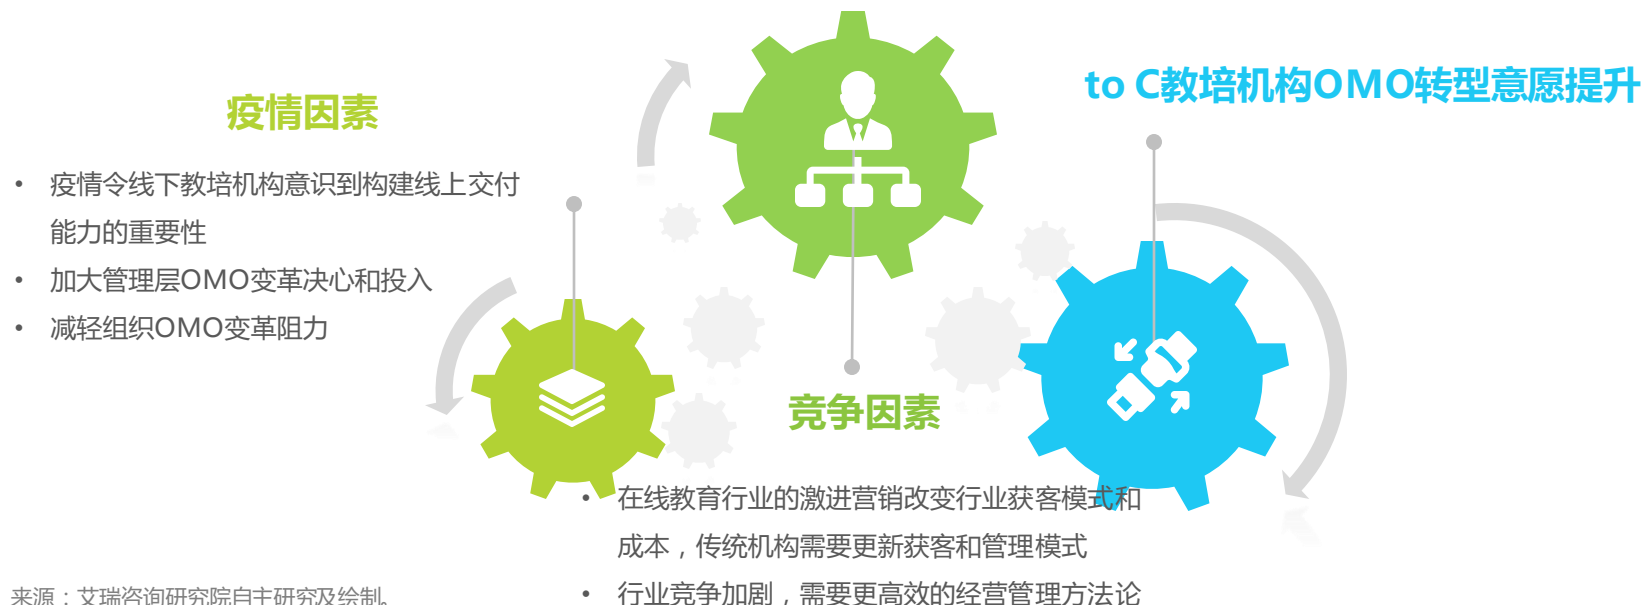 疫情因素
• 疫情令线下教培机构意识到构建线上交付
能力的重要性
• 加大管理层OMO变革决心和投入
• 减轻组织OMO变革阻力
to C教培机构OMO转型意愿提升
竞争因素
• 在线教育行业的激进营销改变行业获客模式和
成本，传统机构需要更新获客和管理模式
• 行业竞争加剧，需要更高效的经营管理方法论
来源：艾瑞咨询研究院自主研究及绘制。